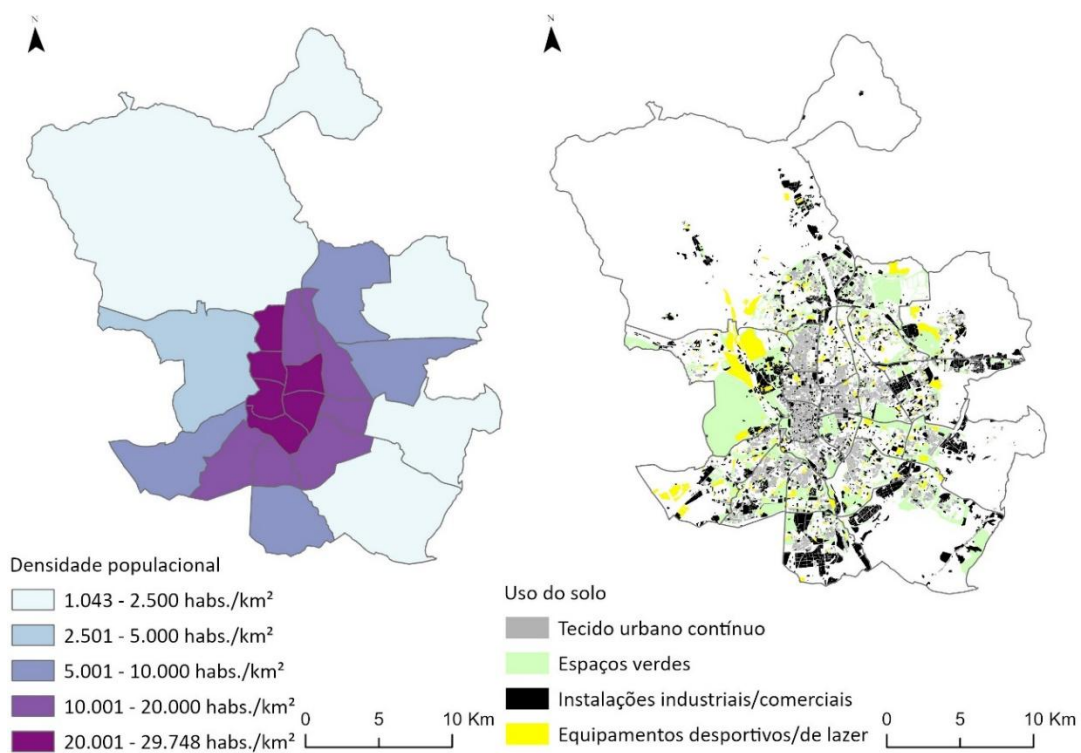 N
N
Densidade populacional
1.043 - 2.500 habs./km²
2.501 - 5.000 habs./km²
5.001 - 10.000 habs./km²
10.001 - 20.000 habs./km²
20.001 - 29.748 habs./km²
0 5 10 Km
Uso do solo
Tecido urbano contínuo
Espaços verdes
Instalações industriais/comerciais
Equipamentos desportivos/de lazer
0 5 10 Km